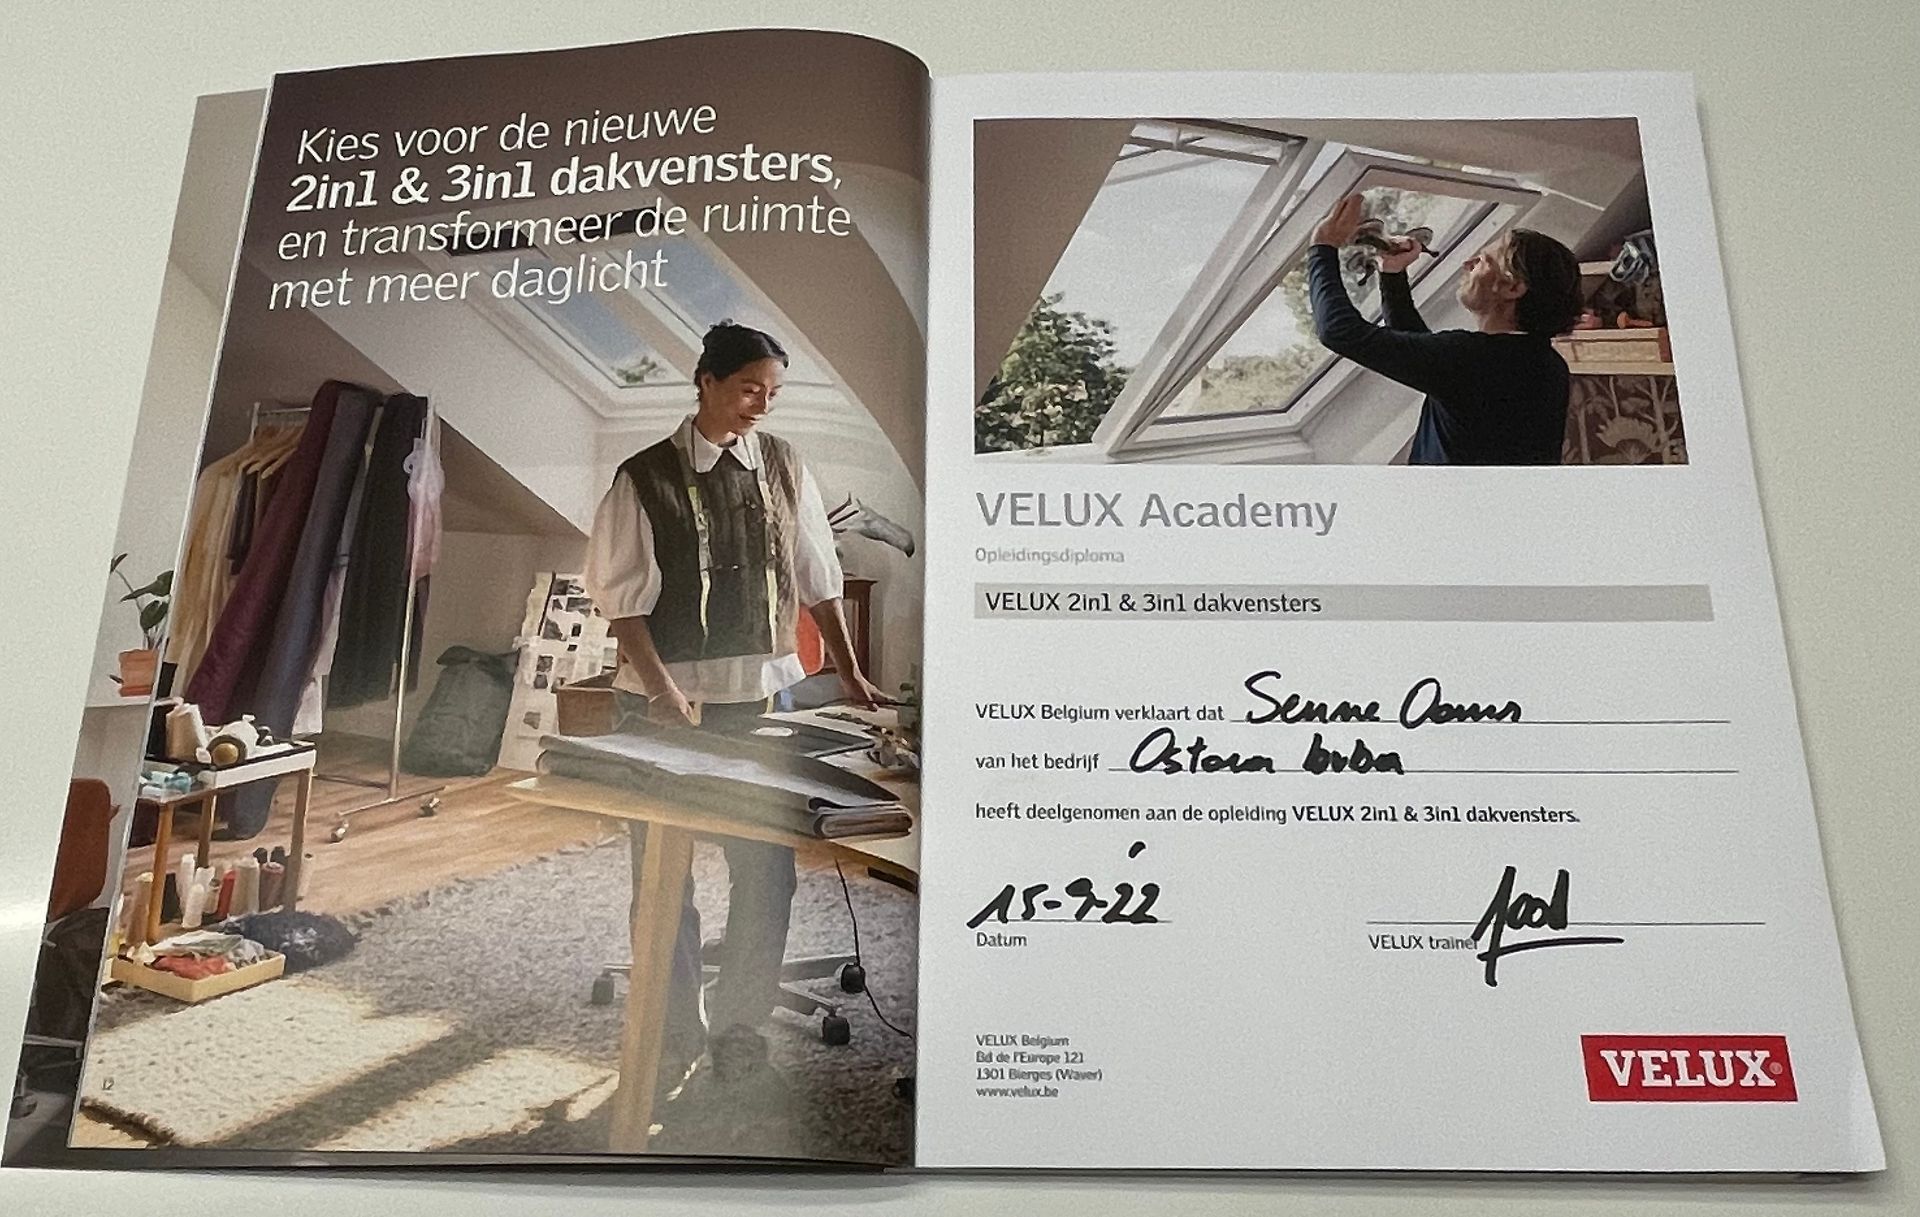 Kies voor de nieuwe
2in1 & 3in1 dakvensters,
en transformeer de ruimte
met meer daglicht
12
VELUX Academy
Opleidingsdiploma
VELUX 2in1 & 3in1 dakvensters
VELUX Belgium verklaart dat Senne Ooms
van het bedrijf
heeft deelgenomen aan de opleiding VELUX 2in1 & 3in1 dakvensters.
15-9-22
Datum
VELUX trainer
VELUX Belgium
Bd de l'Europe 121
1301 Bierges (Waver)
www.velux.be
VELUX®